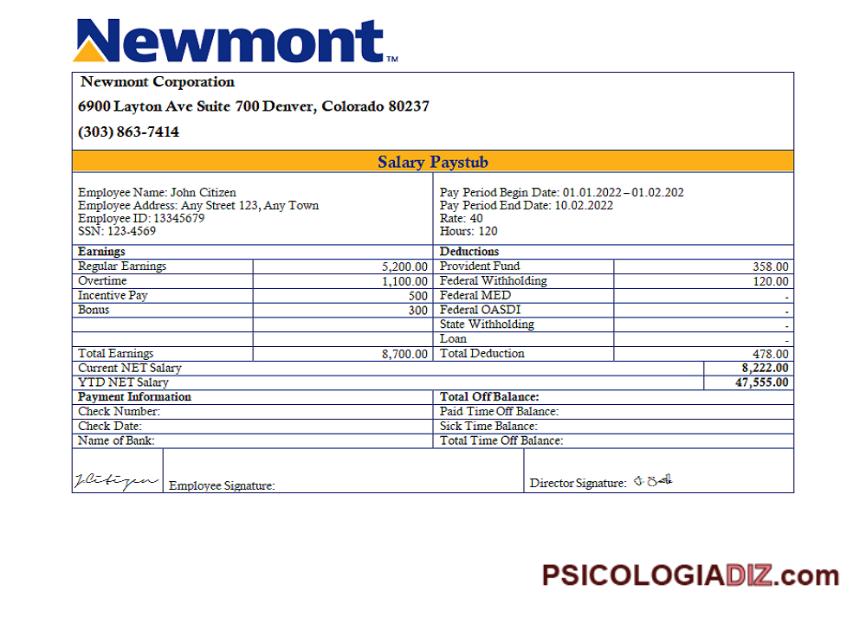 Newmont™
Newmont Corporation
6900 Layton Ave Suite 700 Denver, Colorado 80237
(303) 863-7414
Salary Paystub
Employee Name: John Citizen
Employee Address: Any Street 123, Any Town
Employee ID: 13345679
SSN: 123-4569
Pay Period Begin Date: 01.01.2022 – 01.02.202
Pay Period End Date: 10.02.2022
Rate: 40
Hours: 120
Earnings Deductions
Regular Earnings 5,200.00 Provident Fund 358.00
Overtime 1,100.00 Federal Withholding 120.00
Incentive Pay 500 Federal MED -
Bonus 300 Federal OASDI -
State Withholding -
Loan -
Total Earnings 8,700.00 Total Deduction 478.00
Current NET Salary 8,222.00
YTD NET Salary 47,555.00
Payment Information Total Off Balance:
Check Number: Paid Time Off Balance:
Check Date: Sick Time Balance:
Name of Bank: Total Time Off Balance:
J.Citizen Employee Signature: Director Signature:
PSICOLOGIADIZ.com